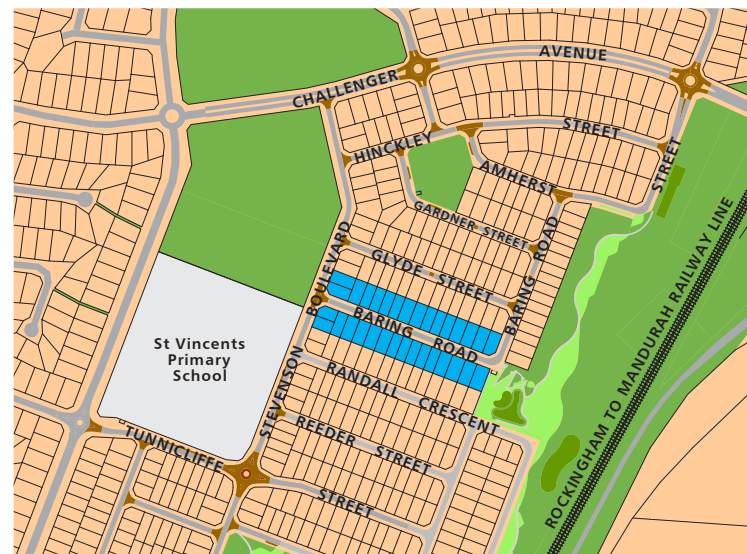 AVENUE
CHALLENGER
STREET
HINCKLEY
STREET
AMHERST
GARDNER STREET
BOULEVARD
BARING ROAD
GLYDE STREET
ROCKINGHAM TO MANDURAH RAILWAY LINE
BARING ROAD
St Vincents
Primary
School
STEVENSON
RANDALL CRESCENT
REEDER STREET
TUNNICLIFFE
STREET